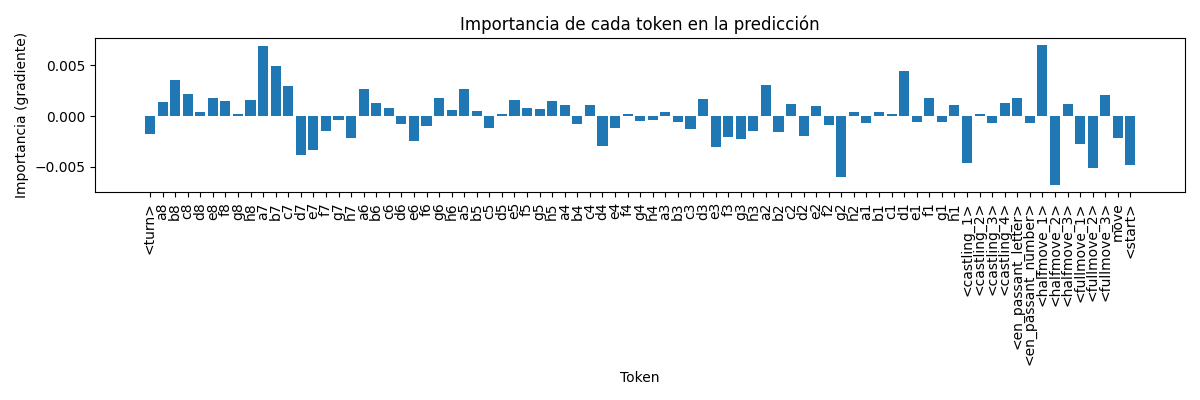 Importancia de cada token en la predicción
Importancia (gradiente)
0.005
0.000
−0.005
<turn> a8 b8 c8 d8 e8 f8 g8 h8 a7 b7 c7 d7 e7 f7 g7 h7 a6 b6 c6 d6 e6 f6 g6 h6 a5 b5 c5 d5 e5 f5 g5 h5 a4 b4 c4 d4 e4 f4 g4 h4 a3 b3 c3 d3 e3 f3 g3 h3 a2 b2 c2 d2 e2 f2 g2 h2 a1 b1 c1 d1 e1 f1 g1 h1 <castling_1> <castling_2> <castling_3> <castling_4> <en_passant_letter> <en_passant_number> <halfmove_1> <halfmove_2> <halfmove_3> <fullmove_1> <fullmove_2> <fullmove_3> move <start>
Token